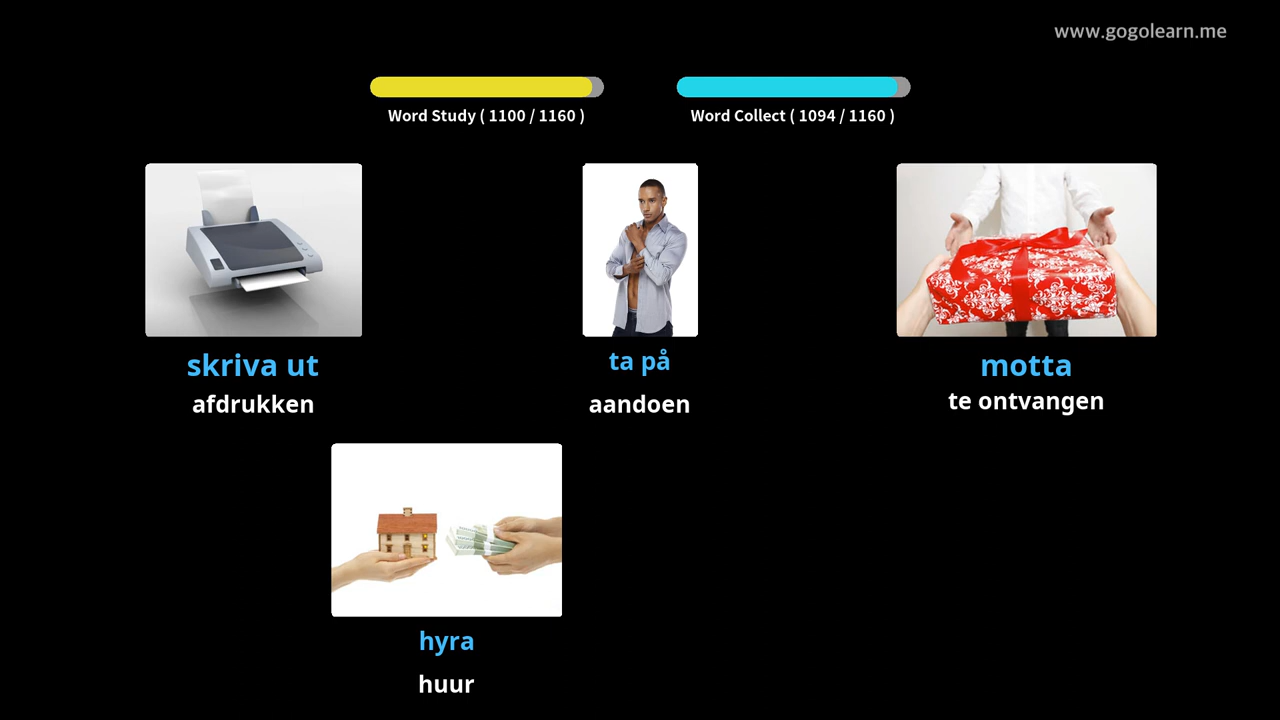 www.gogolearn.me
Word Study ( 1100 / 1160 )
Word Collect ( 1094 / 1160 )
skriva ut
afdrukken
ta på
aandoen
motta
te ontvangen
hyra
huur